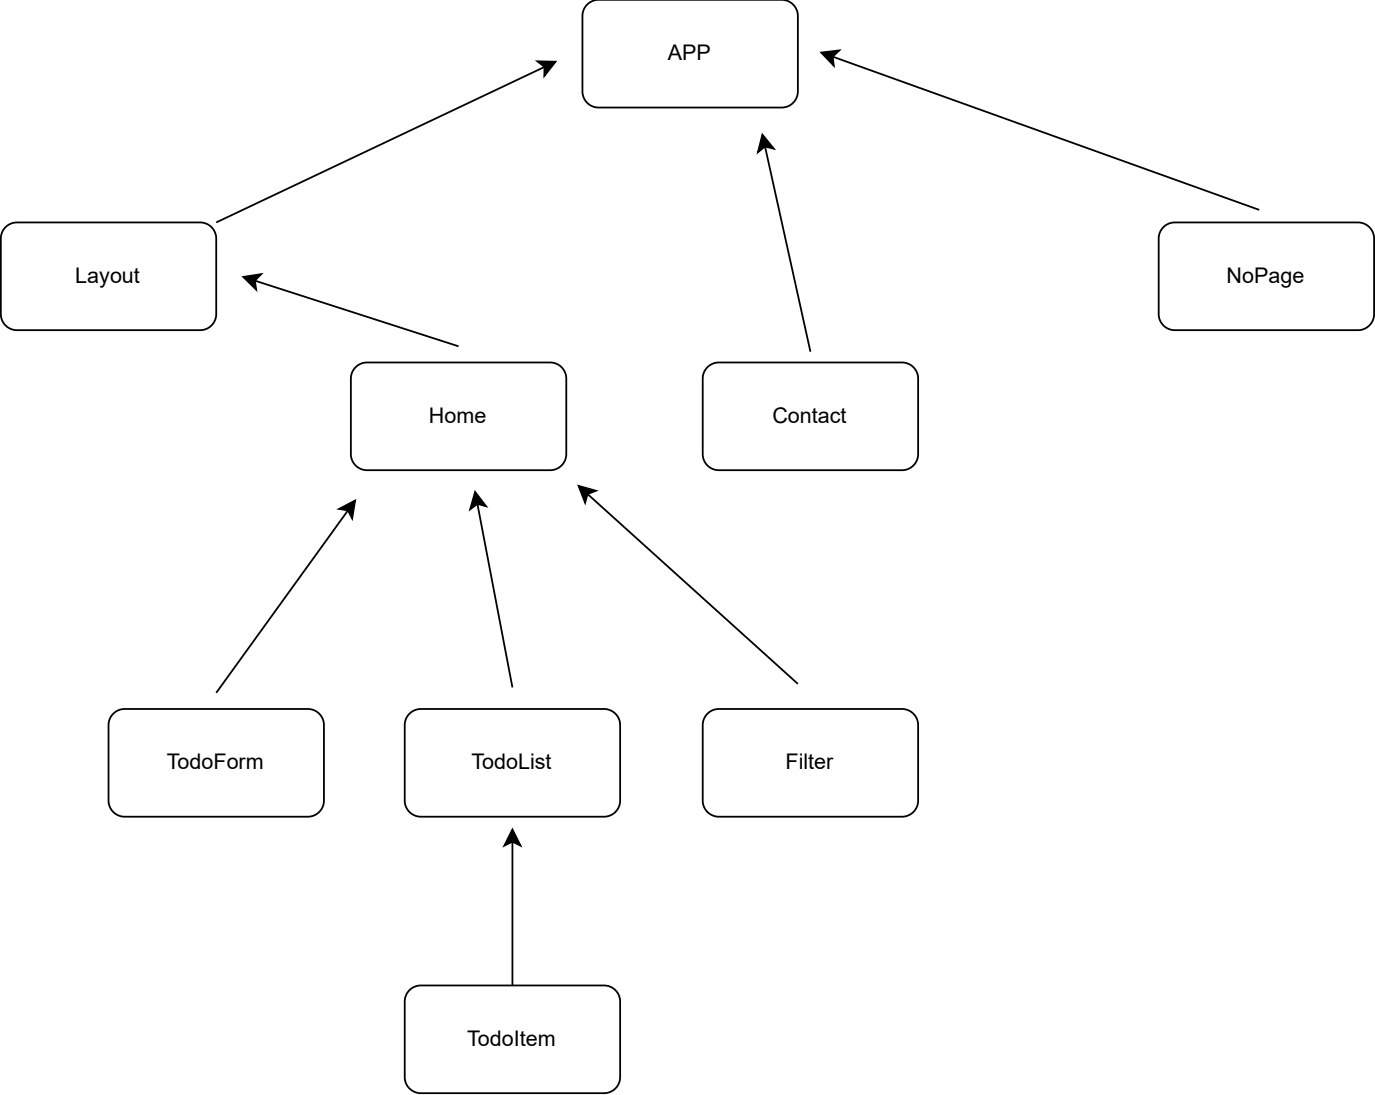 APP
Layout
NoPage
Home
Contact
TodoForm
TodoList
Filter
TodoItem